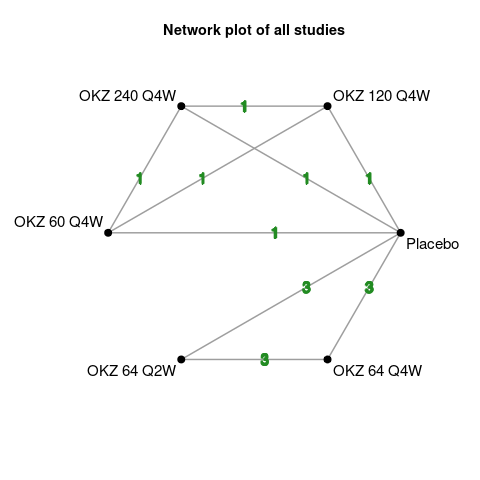 Network plot of all studies
OKZ 240 Q4W
OKZ 120 Q4W
1
1
1
1
1
OKZ 60 Q4W
1
Placebo
3
3
3
OKZ 64 Q2W
OKZ 64 Q4W